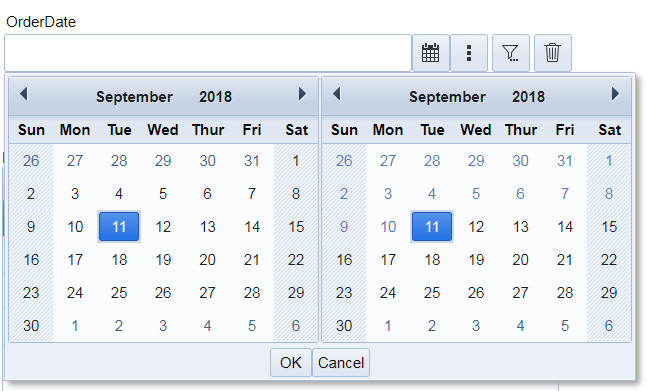 OrderDate
September 2018
Sun Mon Tue Wed Thur Fri Sat
26 27 28 29 30 31 1
2 3 4 5 6 7 8
9 10 11 12 13 14 15
16 17 18 19 20 21 22
23 24 25 26 27 28 29
30 1 2 3 4 5 6
September 2018
Sun Mon Tue Wed Thur Fri Sat
26 27 28 29 30 31 1
2 3 4 5 6 7 8
9 10 11 12 13 14 15
16 17 18 19 20 21 22
23 24 25 26 27 28 29
30 1 2 3 4 5 6
OK Cancel